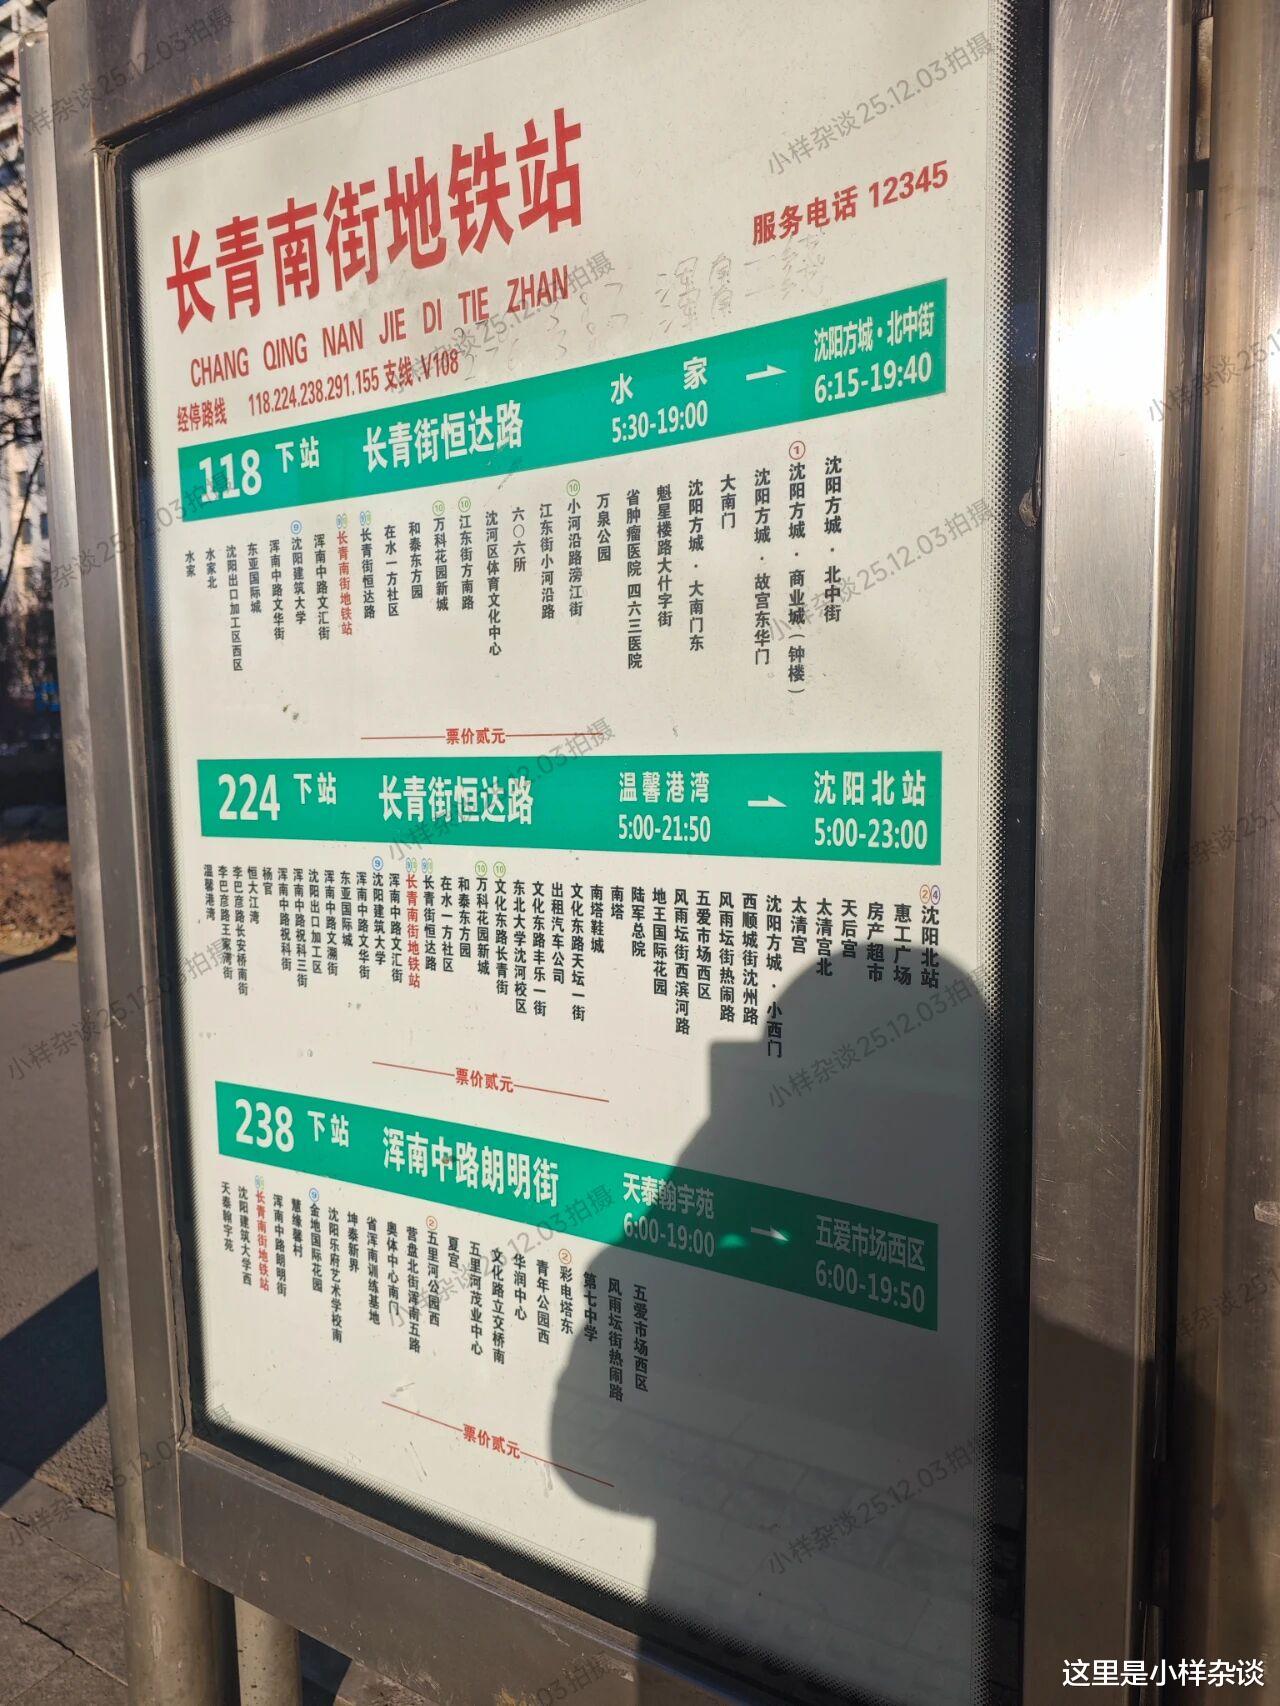 长青南街地铁站
CHANG QING NAN JIE DI TIE ZHAN
服务电话 12345
经停路线 118.224.238.291.155 支线.V108
118 下站 长青街恒达路 水家 5:30-19:00 → 沈阳方城·北中街 6:15-19:40
水家
水家北
沈阳出口加工区西区
东亚国际城
浑南中路文华街
⑨沈阳建筑大学
浑南中路文汇街
长青南街地铁站
长青街恒达路
在水一方社区
和泰东方园
⑩万科花园新城
⑩江东街方南路
沈河区体育文化中心
六〇六所
江东街小河沿路
⑩小河沿路滂江街
万泉公园
省肿瘤医院 四六三医院
魁星楼路大什字街
沈阳方城·大南门东
大南门
沈阳方城·故宫东华门
①沈阳方城·商业城(钟楼)
沈阳方城·北中街
票价贰元
224 下站 长青街恒达路 温馨港湾 5:00-21:50 → 沈阳北站 5:00-23:00
温馨港湾
李巴彦路王家湾街
李巴彦路长安桥南街
恒大江湾
杨官
浑南中路祝科街
浑南中路祝科三街
沈阳出口加工区
浑南中路文溯街
东亚国际城
浑南中路文华街
⑨沈阳建筑大学
浑南中路文汇街
长青南街地铁站
长青街恒达路
在水一方社区
和泰东方园
⑩万科花园新城
⑩文化东路长青街
东北大学沈河校区
文化东路丰乐一街
出租汽车公司
文化东路天坛一街
南塔鞋城
南塔
陆军总院
地王国际花园
风雨坛街西滨河路
五爱市场西区
风雨坛街热闹路
西顺城街沈州路
沈阳方城·小西门
太清宫
太清宫北
天后宫
房产超市
惠工广场
②④沈阳北站
票价贰元
238 下站 浑南中路朗明街 天泰翰宇苑 6:00-19:00 → 五爱市场西区 6:00-19:50
天泰翰宇苑
沈阳建筑大学西
长青南街地铁站
浑南中路朗明街
慧缘馨村
⑨金地国际花园
沈阳乐府艺术学校南
坤泰新界
省浑南训练基地
奥体中心南门
营盘北街浑南五路
②五里河公园西
夏宫
五里河茂业中心
文化路立交桥南
华润中心
青年公园西
②彩电塔东
第七中学
风雨坛街热闹路
五爱市场西区
票价贰元
小样杂谈25.12.03拍摄
这里是小样杂谈